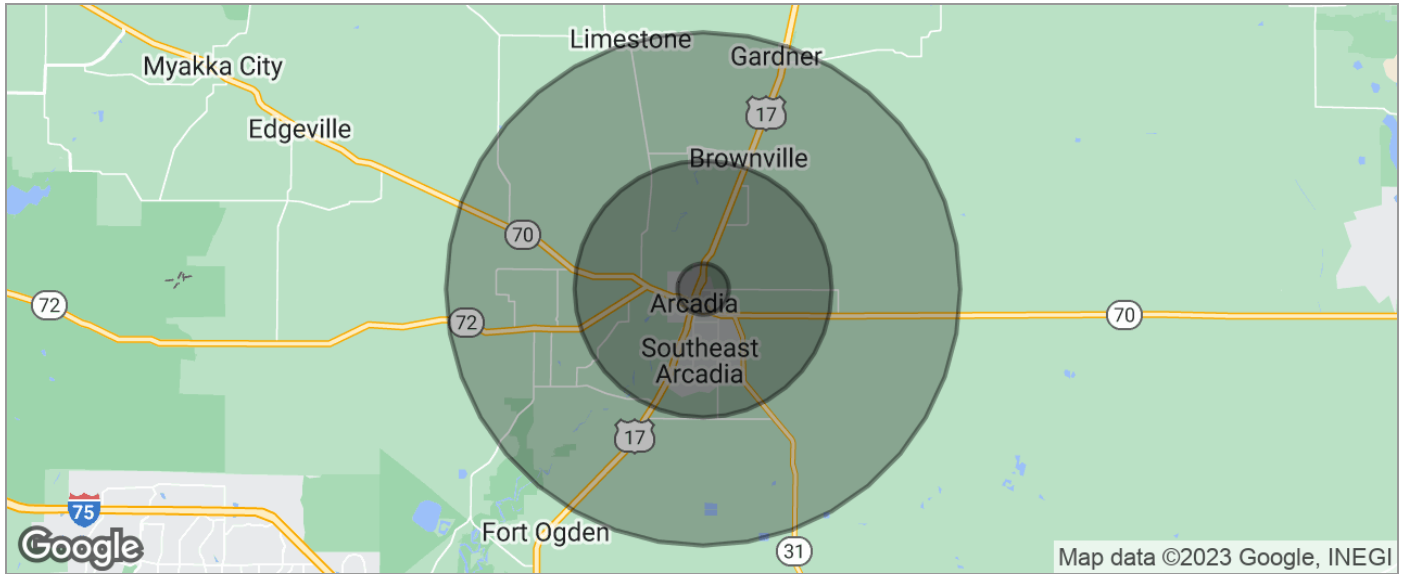 Limestone
Gardner
Myakka City
17
Edgeville
Brownville
70
72
Arcadia
72
70
Southeast
Arcadia
17
75
Fort Ogden
Google
31
Map data ©2023 Google, INEGI